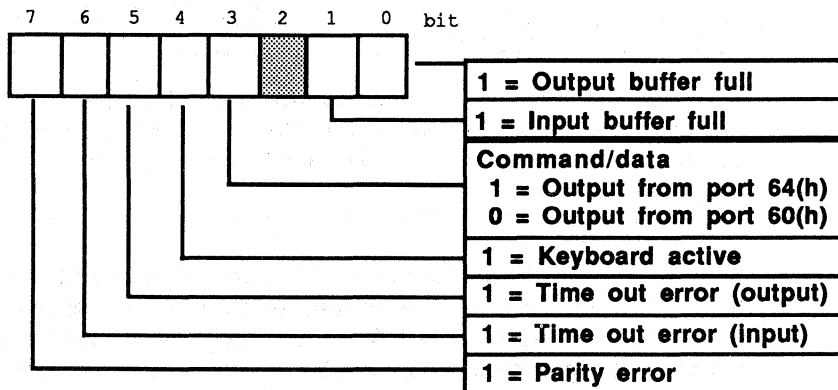 7 6 5 4 3 2 1 0 bit
1 = Output buffer full
1 = Input buffer full
Command/data
1 = Output from port 64(h)
0 = Output from port 60(h)
1 = Keyboard active
1 = Time out error (output)
1 = Time out error (input)
1 = Parity error